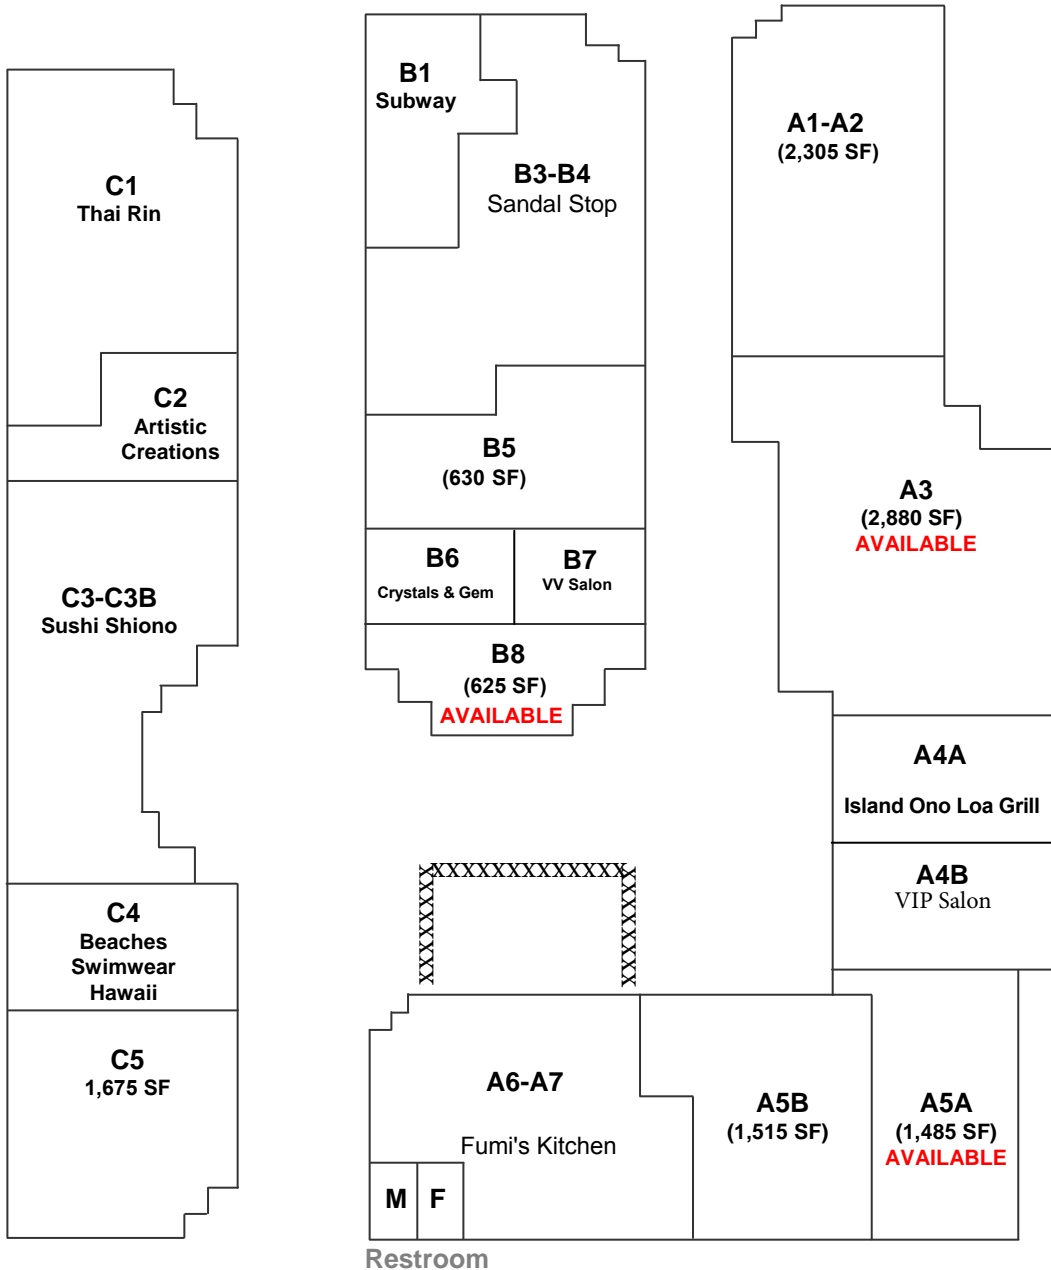 C1
Thai Rin
C2
Artistic
Creations
C3-C3B
Sushi Shiono
C4
Beaches
Swimwear
Hawaii
C5
1,675 SF
B1
Subway
B3-B4
Sandal Stop
B5
(630 SF)
B6
Crystals & Gem
B7
VV Salon
B8
(625 SF)
AVAILABLE
XXXXXXXXXXXXX
XXXXXXXX
XXXXXXXX
A1-A2
(2,305 SF)
A3
(2,880 SF)
AVAILABLE
A4A
Island Ono Loa Grill
A4B
VIP Salon
A6-A7
Fumi's Kitchen
M F
Restroom
A5B
(1,515 SF)
A5A
(1,485 SF)
AVAILABLE